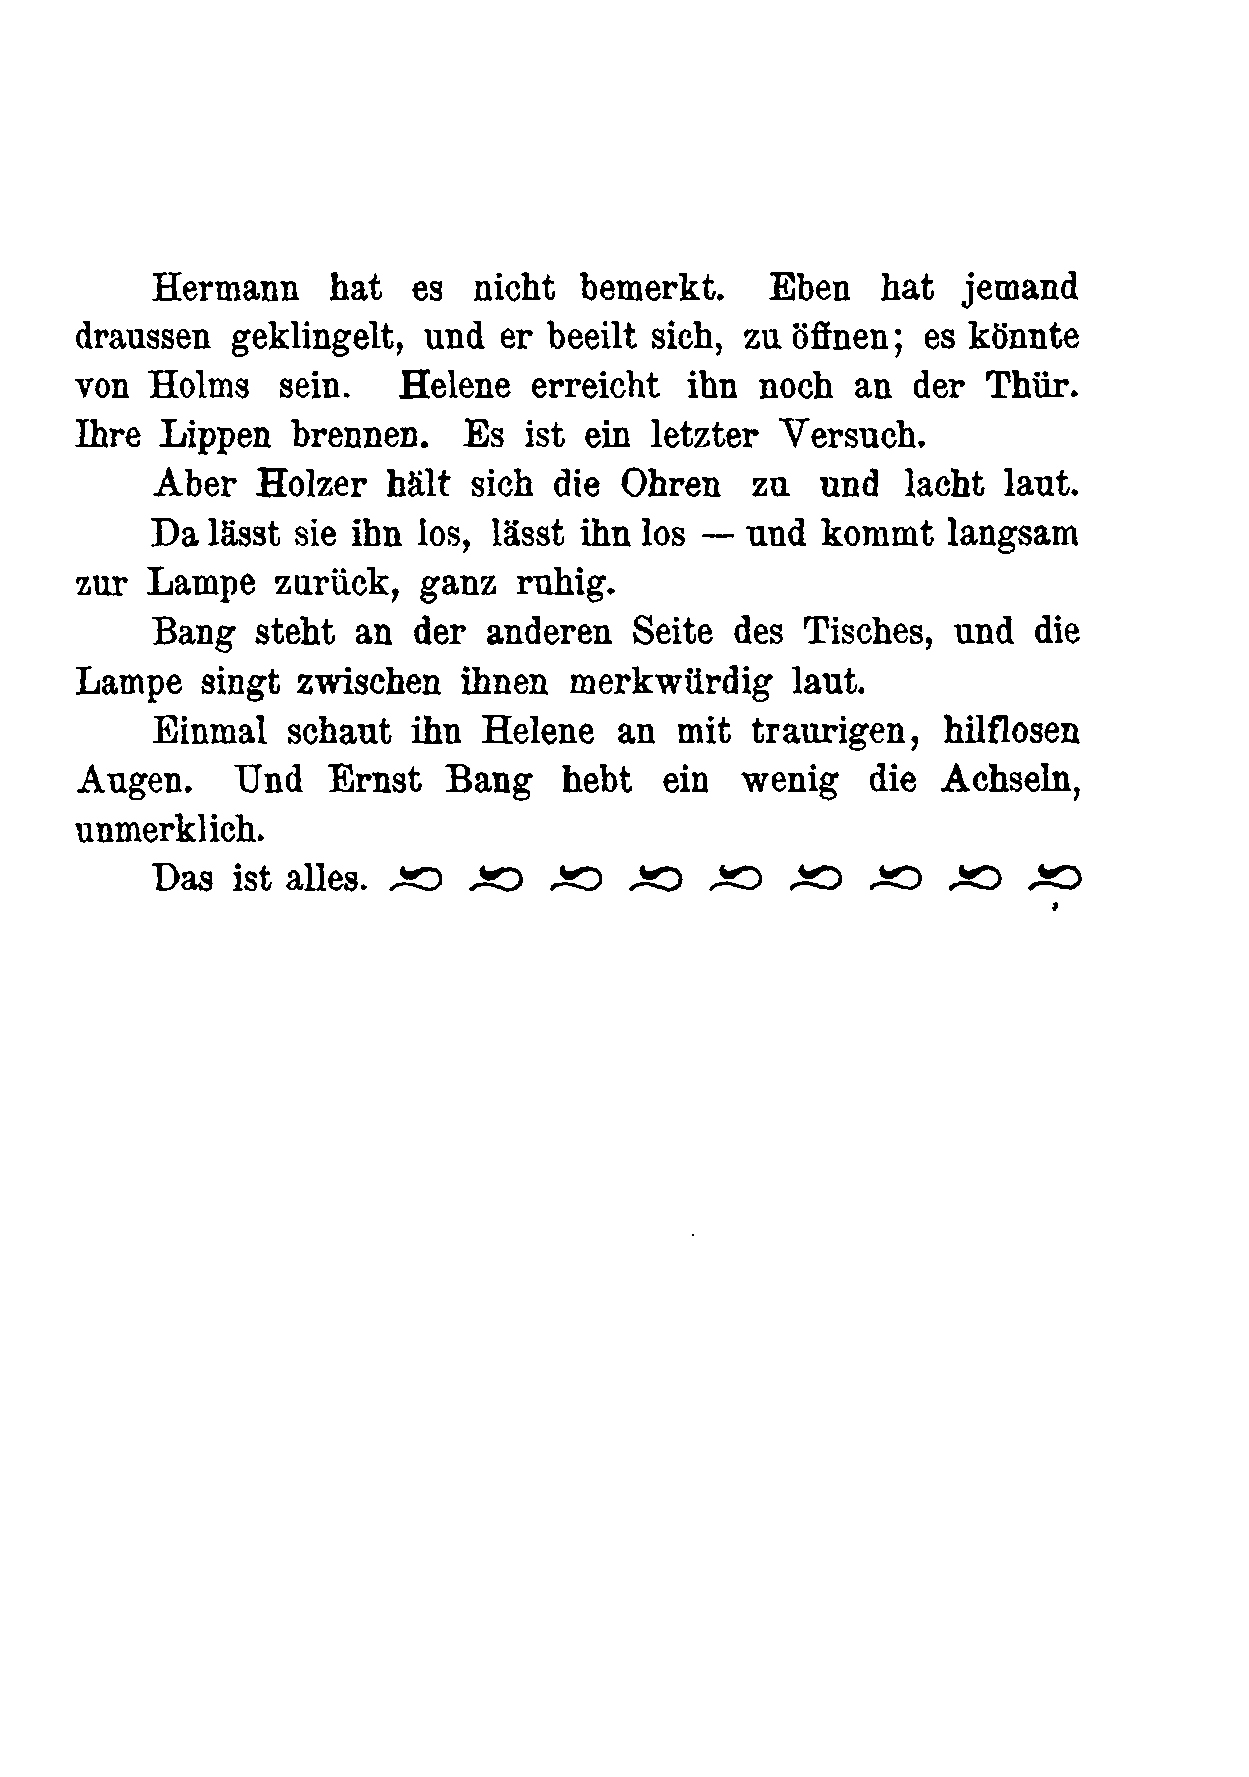 Hermann hat es nicht bemerkt. Eben hat jemand
draussen geklingelt, und er beeilt sich, zu öffnen; es könnte
von Holms sein. Helene erreicht ihn noch an der Thür.
Ihre Lippen brennen. Es ist ein letzter Versuch.
Aber Holzer hält sich die Ohren zu und lacht laut.
Da lässt sie ihn los, lässt ihn los — und kommt langsam
zur Lampe zurück, ganz ruhig.
Bang steht an der anderen Seite des Tisches, und die
Lampe singt zwischen ihnen merkwürdig laut.
Einmal schaut ihn Helene an mit traurigen, hilflosen
Augen. Und Ernst Bang hebt ein wenig die Achseln,
unmerklich.
Das ist alles.